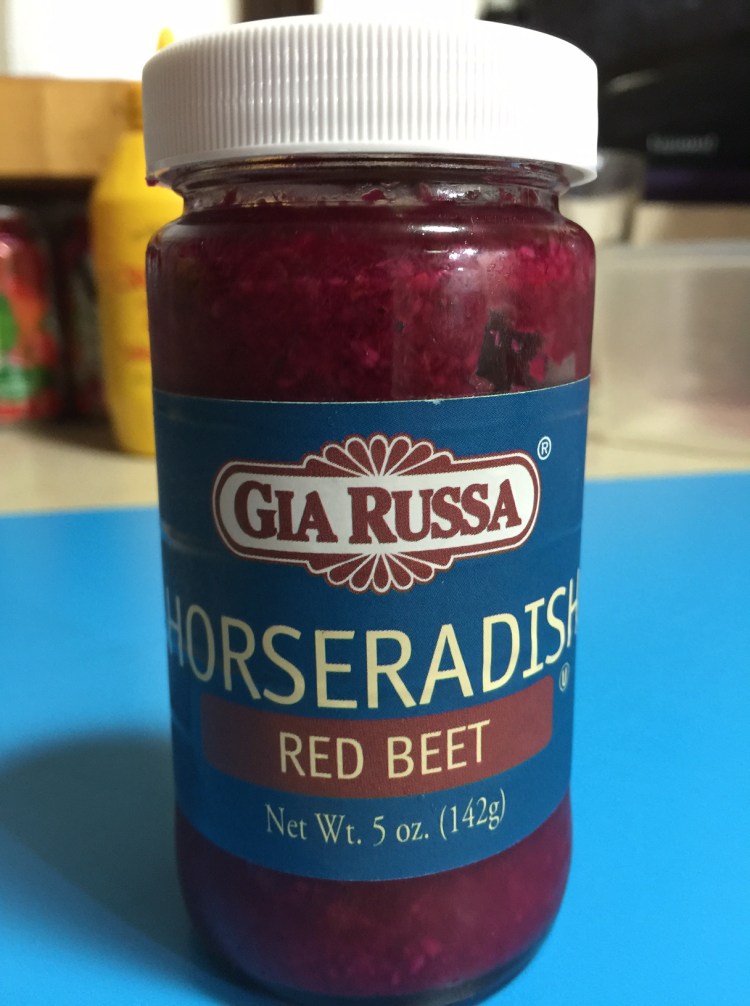 GIA RUSSA ®
HORSERADISH
U
RED BEET
Net Wt. 5 oz. (142g)